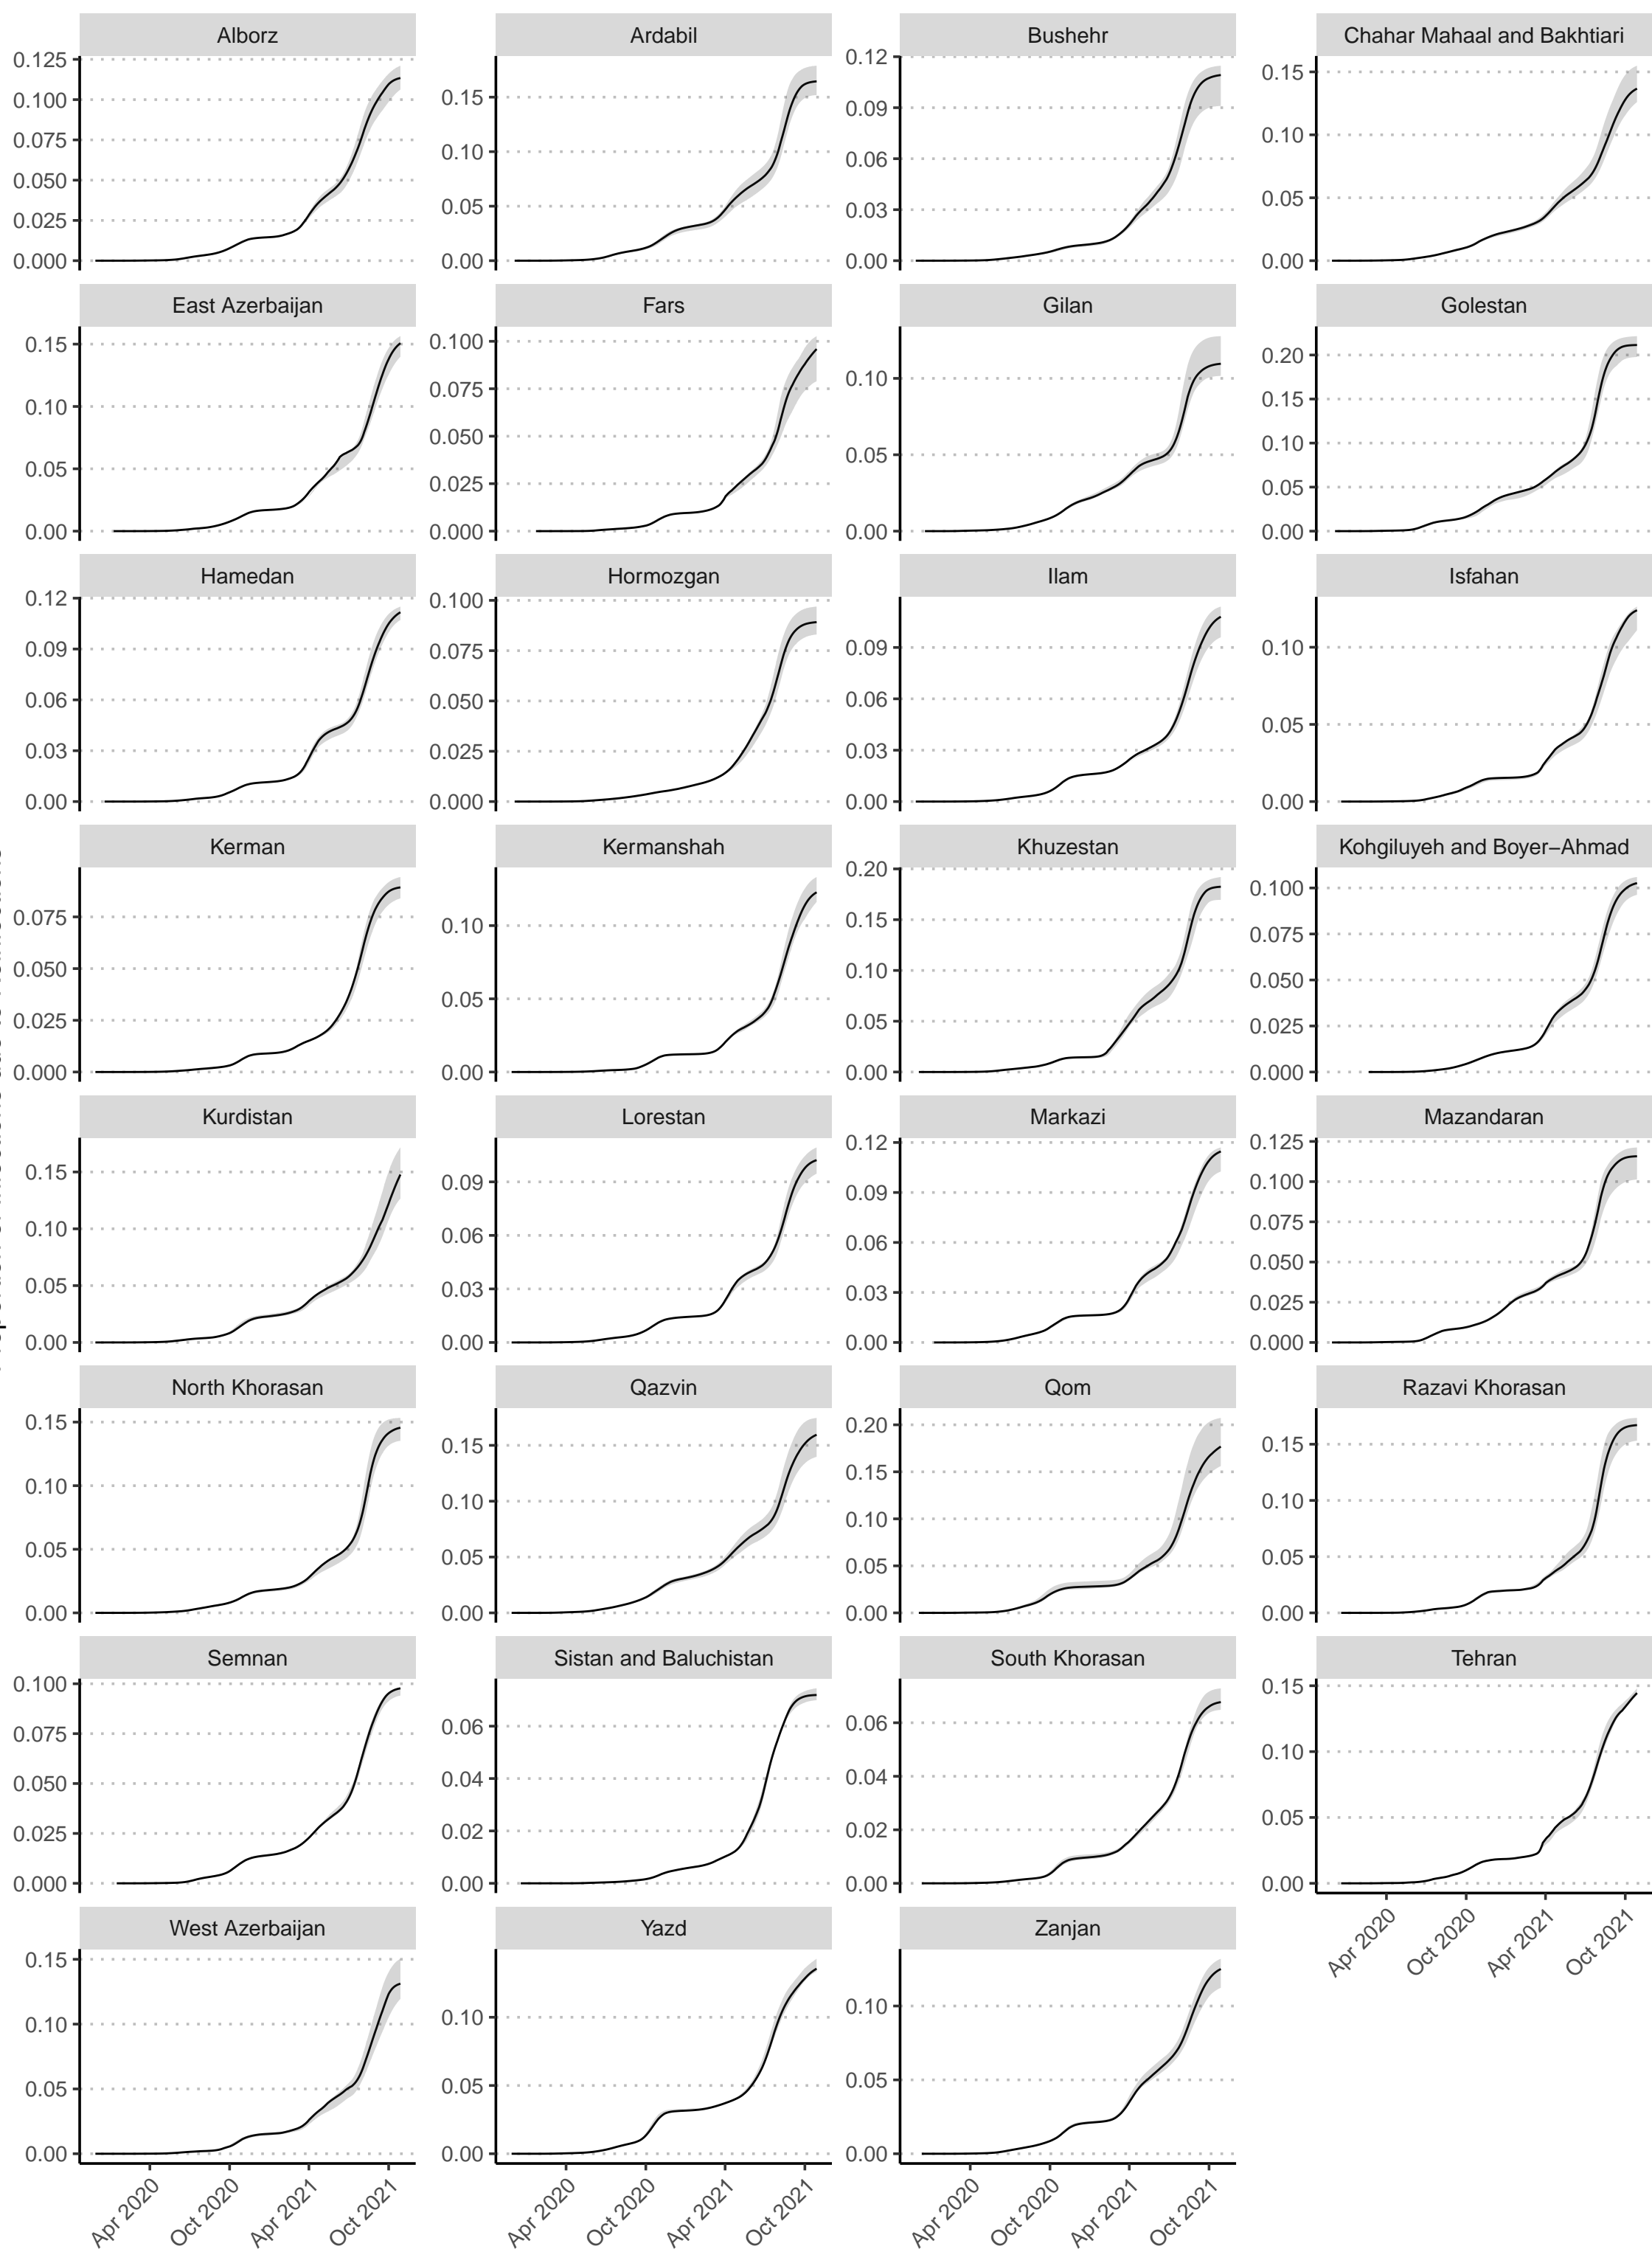 Alborz Ardabil Bushehr Chahar Mahaal and Bakhtiari
0.125 0.100 0.075 0.050 0.025 0.000
0.15 0.10 0.05 0.00
0.12 0.09 0.06 0.03 0.00
0.15 0.10 0.05 0.00
East Azerbaijan Fars Gilan Golestan
0.15 0.10 0.05 0.00
0.100 0.075 0.050 0.025 0.000
0.10 0.05 0.00
0.20 0.15 0.10 0.05 0.00
Hamedan Hormozgan Ilam Isfahan
0.12 0.09 0.06 0.03 0.00
0.100 0.075 0.050 0.025 0.000
0.09 0.06 0.03 0.00
0.10 0.05 0.00
Kerman Kermanshah Khuzestan Kohgiluyeh and Boyer−Ahmad
0.075 0.050 0.025 0.000
0.10 0.05 0.00
0.20 0.15 0.10 0.05 0.00
0.100 0.075 0.050 0.025 0.000
Kurdistan Lorestan Markazi Mazandaran
0.15 0.10 0.05 0.00
0.09 0.06 0.03 0.00
0.12 0.09 0.06 0.03 0.00
0.125 0.100 0.075 0.050 0.025 0.000
North Khorasan Qazvin Qom Razavi Khorasan
0.15 0.10 0.05 0.00
0.15 0.10 0.05 0.00
0.20 0.15 0.10 0.05 0.00
0.15 0.10 0.05 0.00
Semnan Sistan and Baluchistan South Khorasan Tehran
0.100 0.075 0.050 0.025 0.000
0.06 0.04 0.02 0.00
0.06 0.04 0.02 0.00
0.15 0.10 0.05 0.00
Apr 2020 Oct 2020 Apr 2021 Oct 2021
West Azerbaijan Yazd Zanjan
0.15 0.10 0.05 0.00
0.10 0.05 0.00
0.10 0.05 0.00
Apr 2020 Oct 2020 Apr 2021 Oct 2021
Apr 2020 Oct 2020 Apr 2021 Oct 2021
Apr 2020 Oct 2020 Apr 2021 Oct 2021